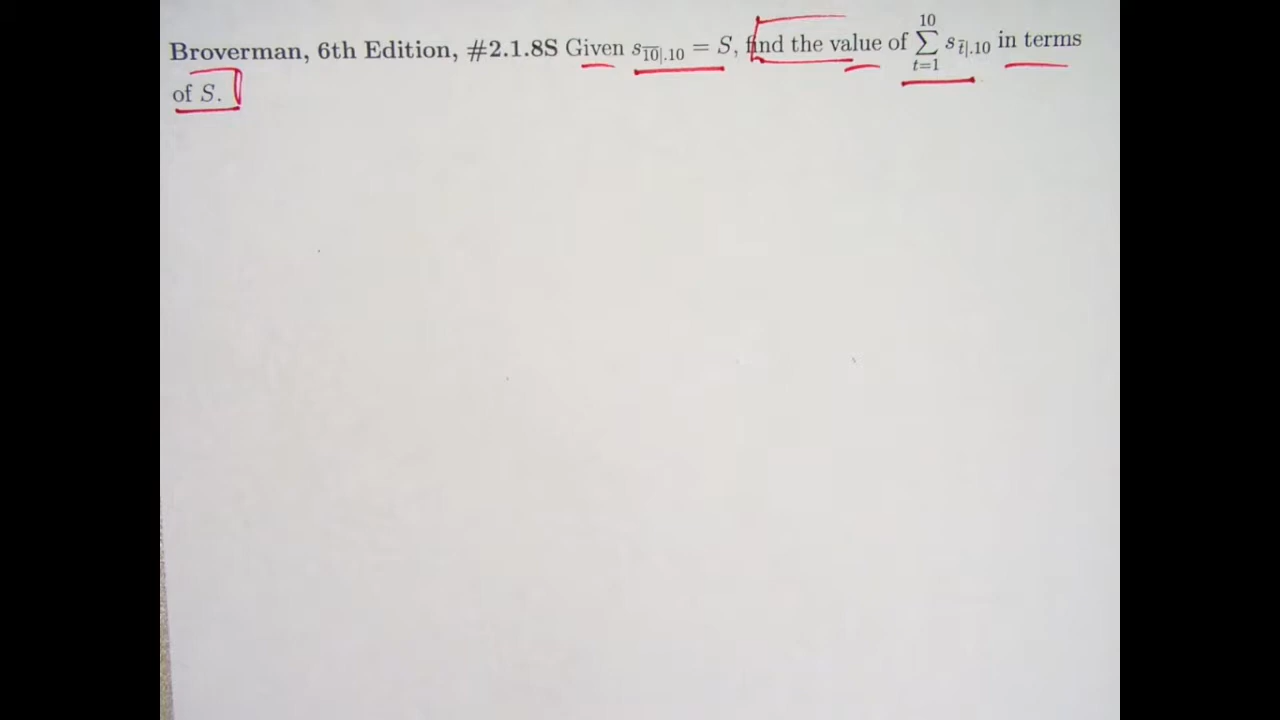 Broverman, 6th Edition, #2.1.8S Given $s_{\overline{10}|.10} = S$, find the value of $\sum_{t=1}^{10} s_{\overline{t}|.10}$ in terms
of $S$.